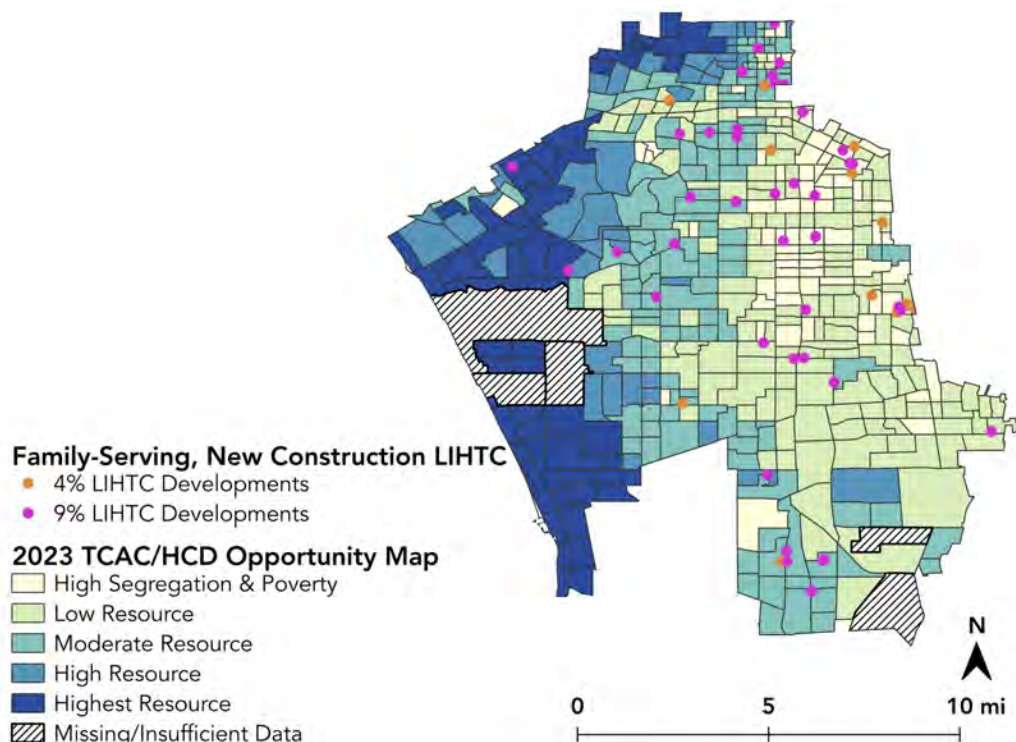 Family-Serving, New Construction LIHTC
4% LIHTC Developments
9% LIHTC Developments
2023 TCAC/HCD Opportunity Map
High Segregation & Poverty
Low Resource
Moderate Resource
High Resource
Highest Resource
Missing/Insufficient Data
N
0 5 10 mi